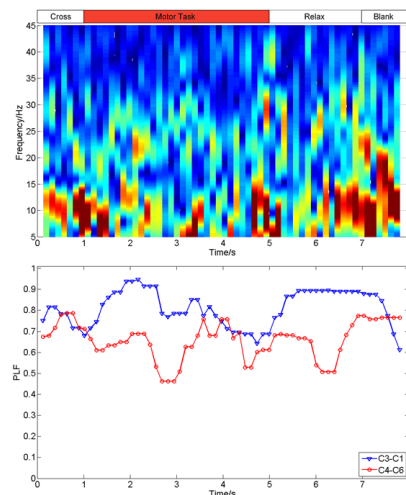 Cross Motor Task Relax Blank
45
40
35
30
25
20
15
10
5
Frequency/Hz
0 1 2 3 4 5 6 7
Time/s
1
0.9
0.8
0.7
0.6
0.5
0.4
0.3
0.2
0.1
0
PLF
C3-C1
C4-C6
0 1 2 3 4 5 6 7
Time/s